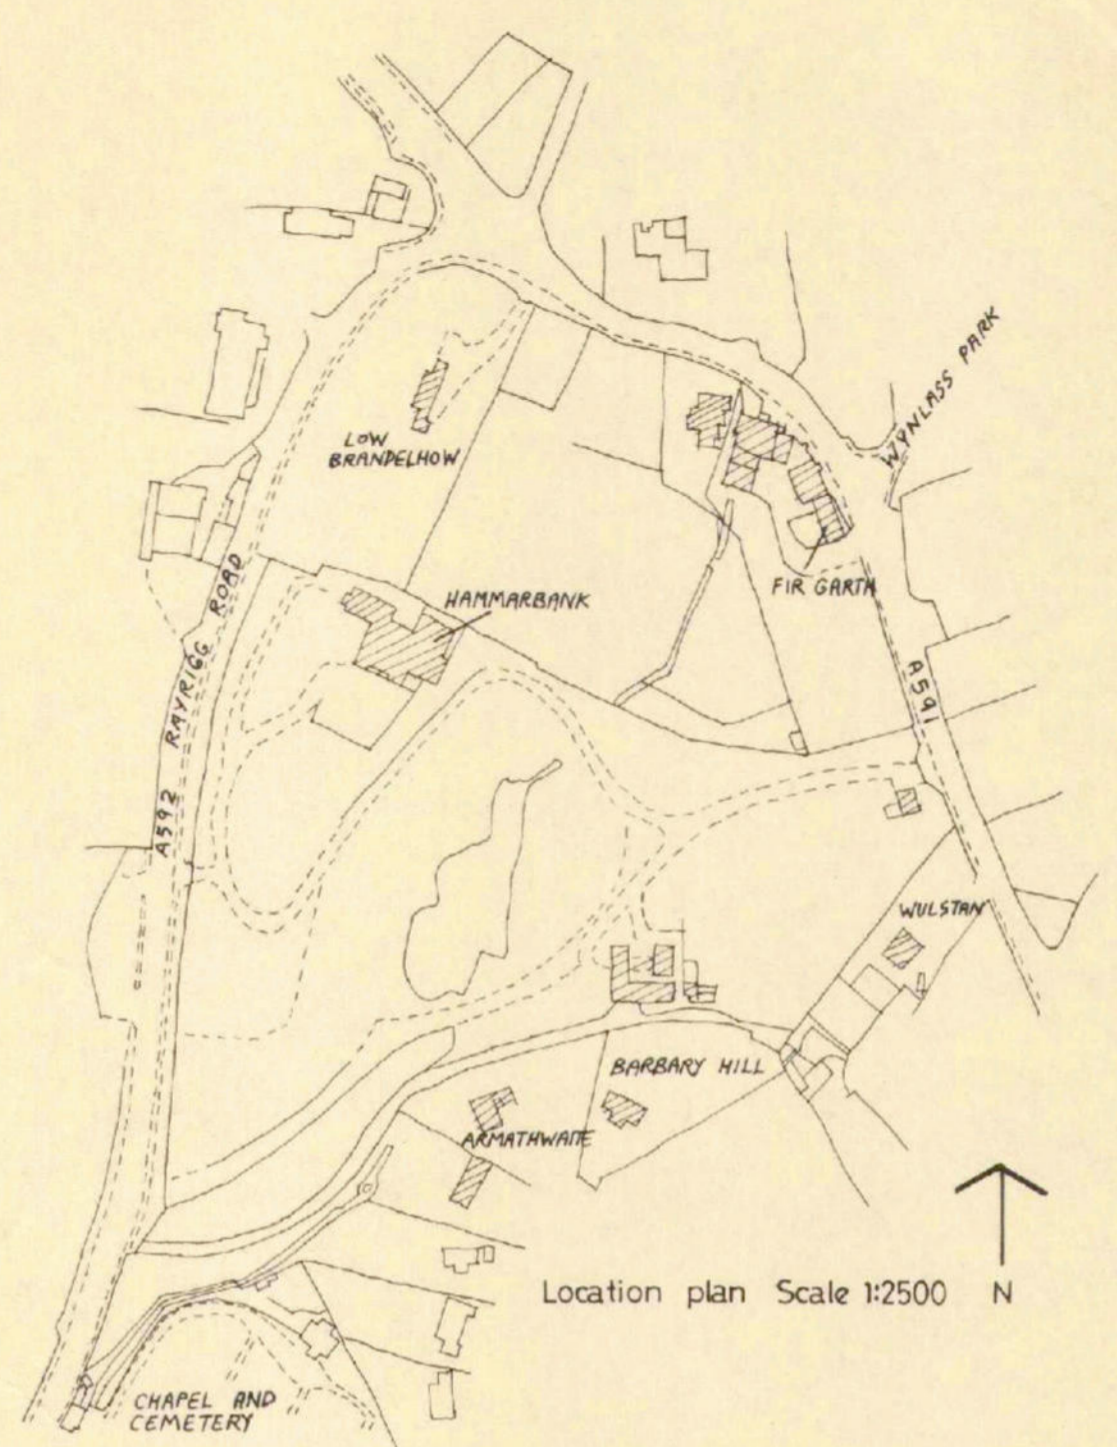 WYNLASS PARK
LOW
BRANDELHOW
FIR GARTH
HAMMARBANK
A592 RAYRIGG ROAD
A591
WULSTAN
BARBARY HILL
ARMATHWAITE
Location plan Scale 1:2500 N
CHAPEL AND
CEMETERY